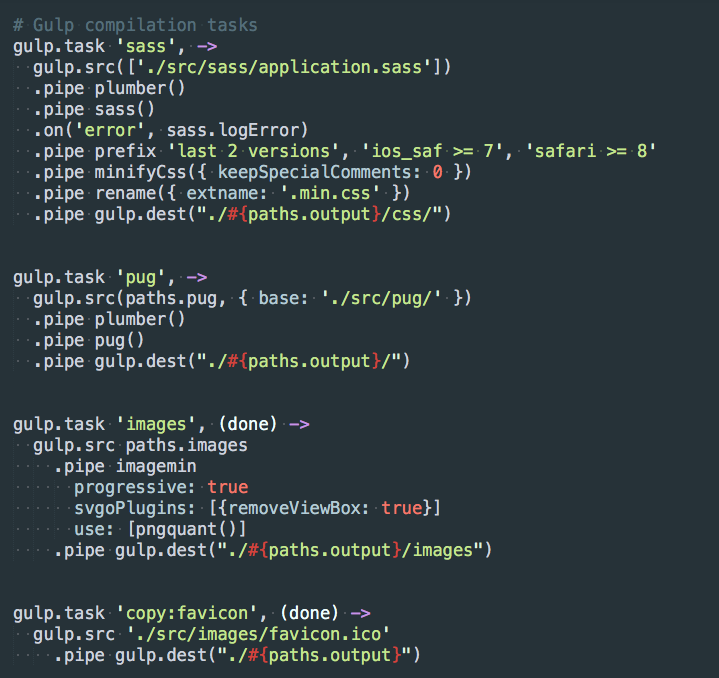 # Gulp compilation tasks
gulp.task 'sass', ->
  gulp.src(['./src/sass/application.sass'])
  .pipe plumber()
  .pipe sass()
  .on('error', sass.logError)
  .pipe prefix 'last 2 versions', 'ios_saf >= 7', 'safari >= 8'
  .pipe minifyCss({ keepSpecialComments: 0 })
  .pipe rename({ extname: '.min.css' })
  .pipe gulp.dest("./#{paths.output}/css/")

gulp.task 'pug', ->
  gulp.src(paths.pug, { base: './src/pug/' })
  .pipe plumber()
  .pipe pug()
  .pipe gulp.dest("./#{paths.output}/")

gulp.task 'images', (done) ->
  gulp.src paths.images
    .pipe imagemin
      progressive: true
      svgoPlugins: [{removeViewBox: true}]
      use: [pngquant()]
    .pipe gulp.dest("./#{paths.output}/images")

gulp.task 'copy:favicon', (done) ->
  gulp.src './src/images/favicon.ico'
    .pipe gulp.dest("./#{paths.output}")